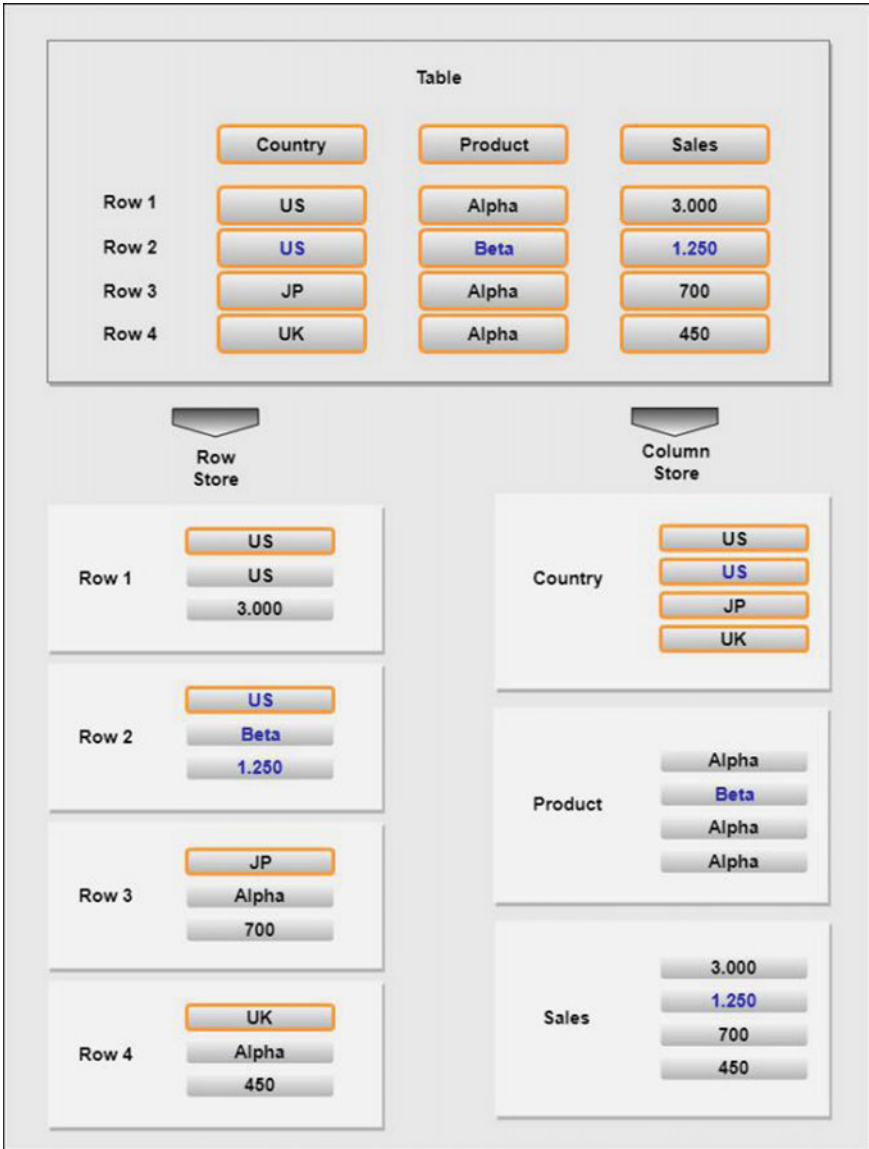 Table
Country Product Sales
Row 1 US Alpha 3.000
Row 2 US Beta 1.250
Row 3 JP Alpha 700
Row 4 UK Alpha 450
Row
Store
Row 1
US
US
3.000
Row 2
US
Beta
1.250
Row 3
JP
Alpha
700
Row 4
UK
Alpha
450
Column
Store
Country
US
US
JP
UK
Product
Alpha
Beta
Alpha
Alpha
Sales
3.000
1.250
700
450